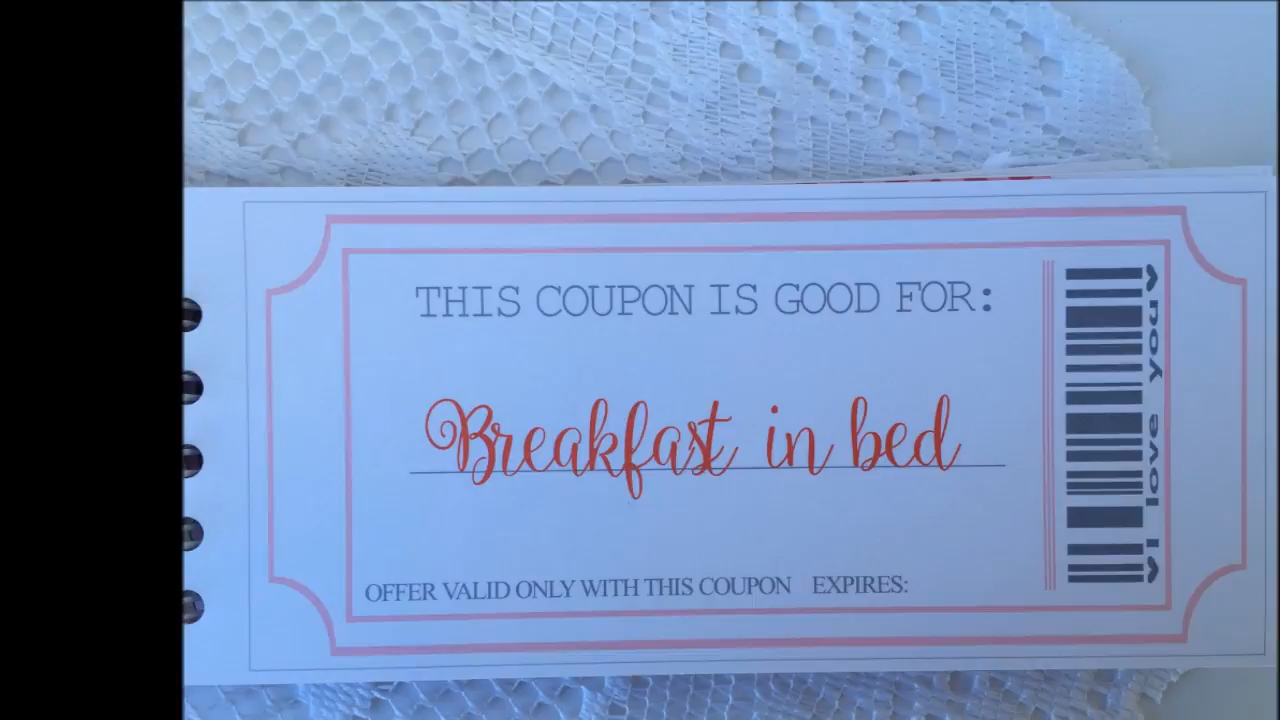 THIS COUPON IS GOOD FOR:
Breakfast in bed
OFFER VALID ONLY WITH THIS COUPON EXPIRES:
<I love you>